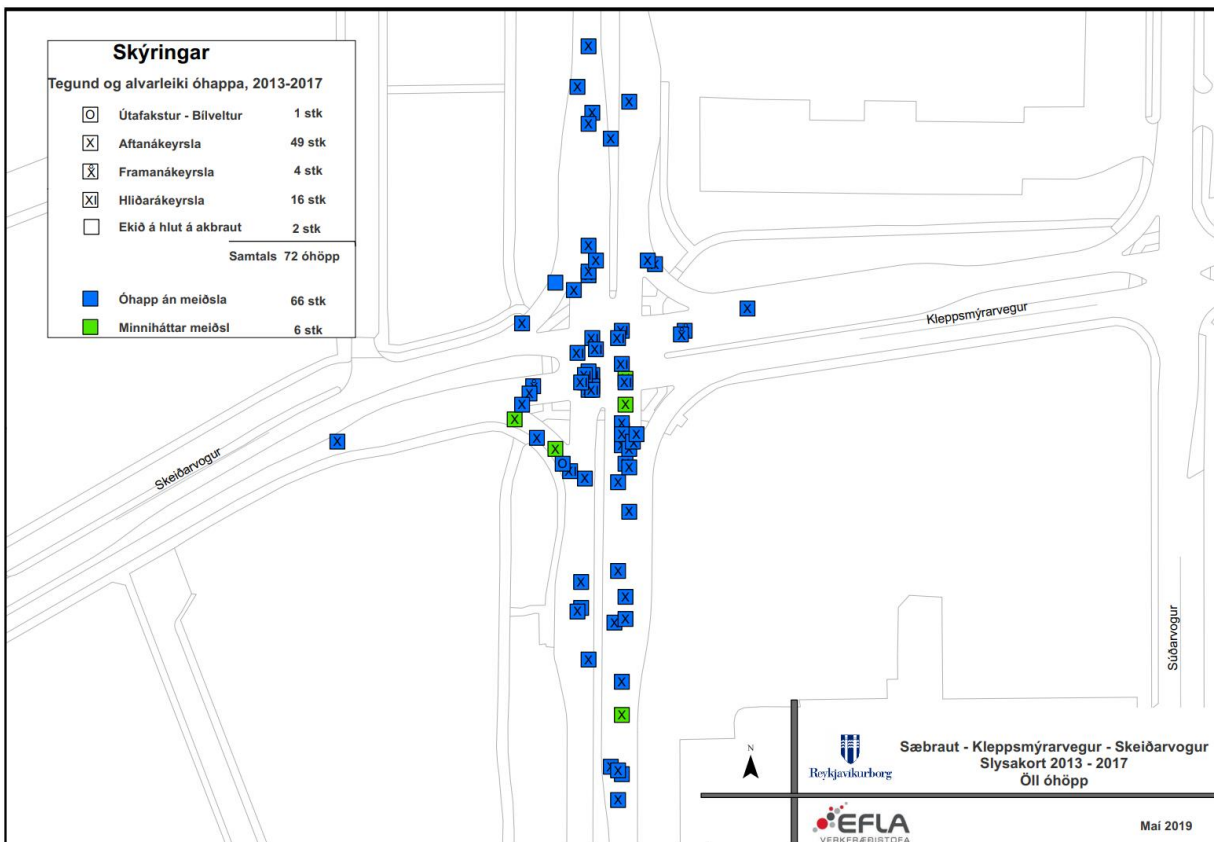 Skýringar
Tegund og alvarleiki óhappa, 2013-2017
O Útafakstur - Bílveltur 1 stk
X Aftanákeyrsla 49 stk
Framanákeyrsla 4 stk
XI Hliðarákeyrsla 16 stk
Ekið á hlut á akbraut 2 stk
Samtals 72 óhöpp
Óhapp án meiðsla 66 stk
Minniháttar meiðsl 6 stk
Kleppsmýrarvegur
Skeiðarvogur
Súðarvogur
N
Reykjavíkurborg
Sæbraut - Kleppsmýrarvegur - Skeiðarvogur
Slysakort 2013 - 2017
Öll óhöpp
EFLA
VERKFRÆÐISTOFA
Maí 2019